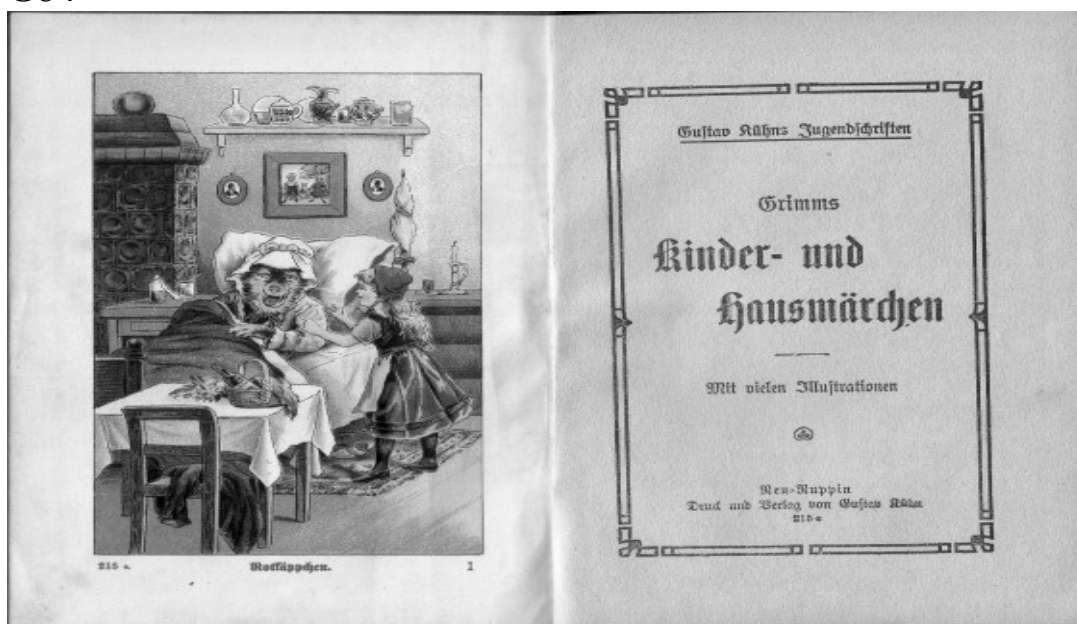 215 e.
Rotkäppchen.
1
Gustav Kühns Jugendschriften
Grimms
Kinder- und
Hausmärchen
Mit vielen Illustrationen
Neu-Ruppin
Druck und Verlag von Gustav Kühn
215 e